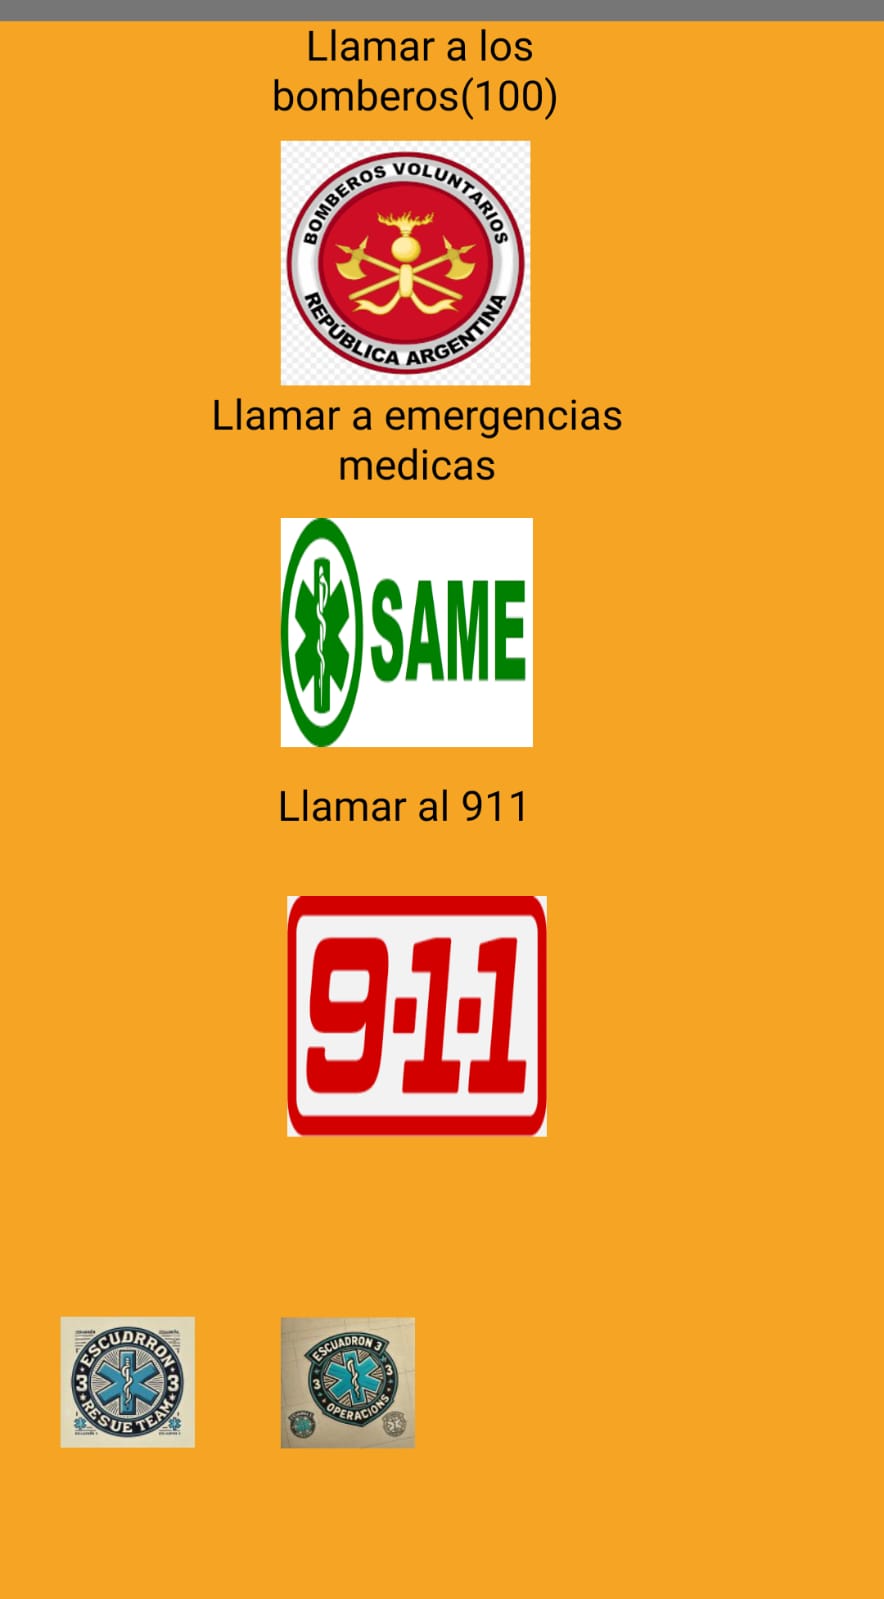 Llamar a los
bomberos(100)
BOMBEROS VOLUNTARIOS
REPÚBLICA ARGENTINA
Llamar a emergencias
medicas
SAME
Llamar al 911
9-1-1
ESCUDRRON
3 3
RESUE TEAM
ESCUADRON 3
3 3
OPERACIONS